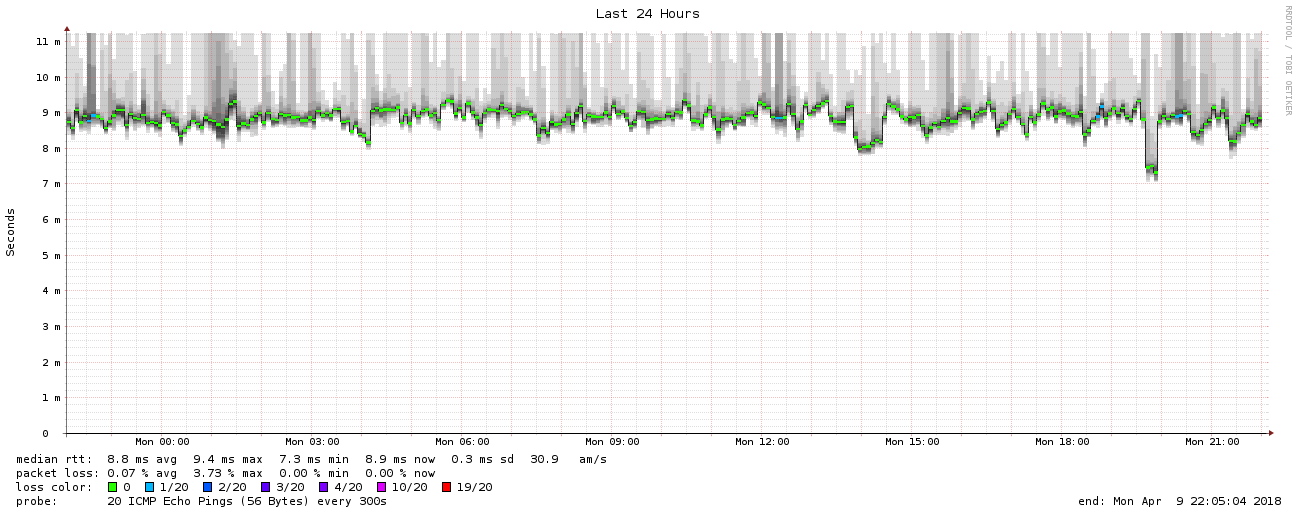 Last 24 Hours
RRDTOOL / TOBI OETIKER
Seconds
11 m
10 m
9 m
8 m
7 m
6 m
5 m
4 m
3 m
2 m
1 m
0
Mon 00:00 Mon 03:00 Mon 06:00 Mon 09:00 Mon 12:00 Mon 15:00 Mon 18:00 Mon 21:00
median rtt: 8.8 ms avg 9.4 ms max 7.3 ms min 8.9 ms now 0.3 ms sd 30.9 am/s
packet loss: 0.07 % avg 3.73 % max 0.00 % min 0.00 % now
loss color: 0 1/20 2/20 3/20 4/20 10/20 19/20
probe: 20 ICMP Echo Pings (56 Bytes) every 300s end: Mon Apr 9 22:05:04 2018